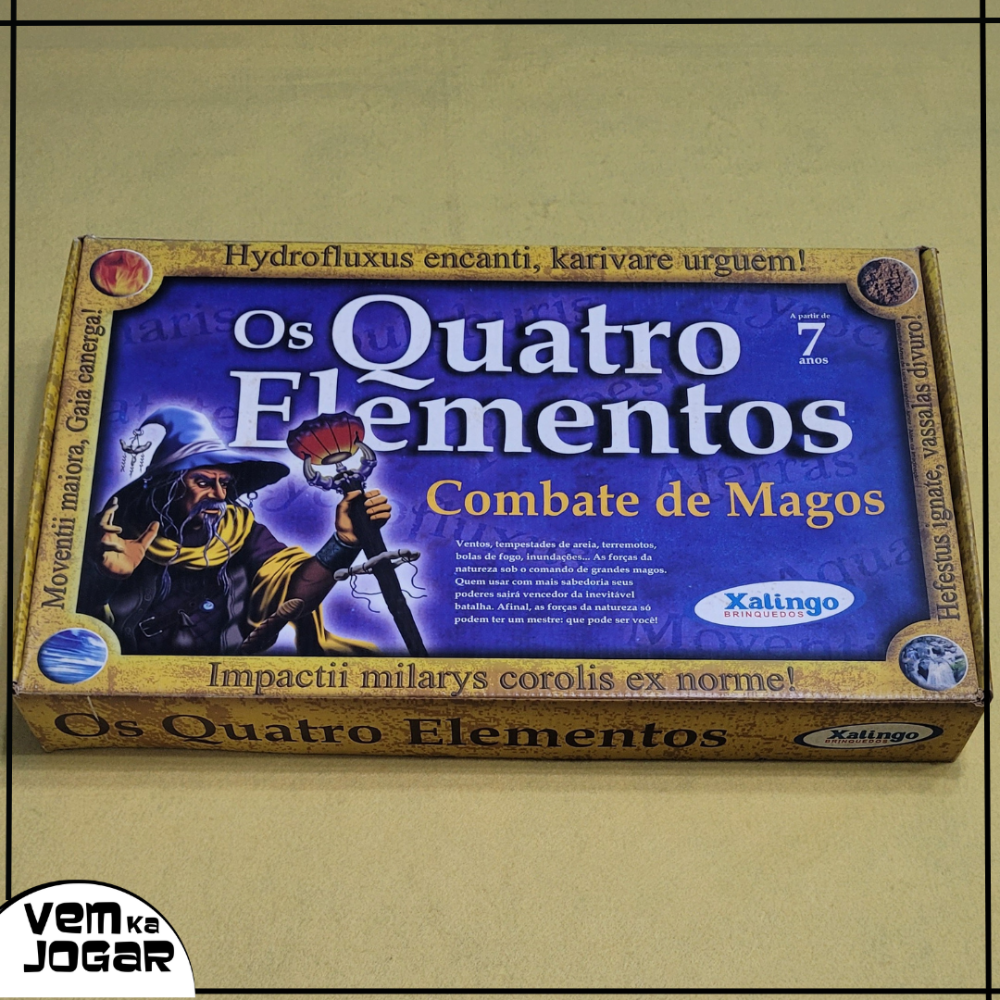 Hydrofluxus encanti, karivare urguem!
Moventii maiora, Gaia canerga!
Os Quatro
Elementos
A partir de
7
anos
Combate de Magos
Ventos, tempestades de areia, terremotos,
bolas de fogo, inundações... As forças da
natureza sob o comando de grandes magos.
Quem usar com mais sabedoria seus
poderes sairá vencedor da inevitável
batalha. Afinal, as forças da natureza só
podem ter um mestre: que pode ser você!
Xalingo
BRINQUEDOS
Hefestus ignate, vassalas divuro!
Impactii milarys corolis ex norme!
Os Quatro Elementos
Xalingo
BRINQUEDOS
VEM KA
JOGAR